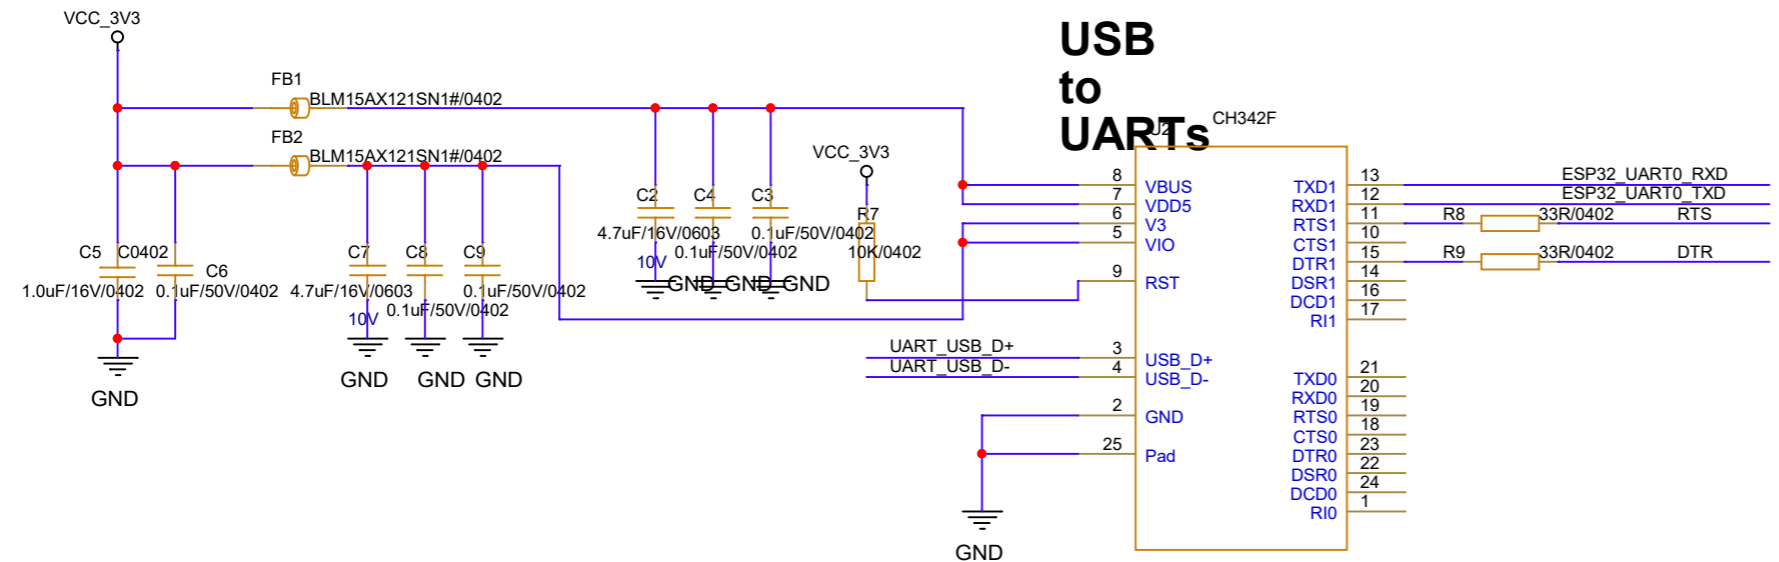 VCC_3V3
FB1
BLM15AX121SN1#/0402
FB2
BLM15AX121SN1#/0402
C5
C0402
1.0uF/16V/0402
C6
0.1uF/50V/0402
GND
C7
4.7uF/16V/0603
10V
GND
C8
0.1uF/50V/0402
GND
C9
0.1uF/50V/0402
GND
C2
4.7uF/16V/0603
10V
GND
C4
0.1uF/50V/0402
GND
C3
0.1uF/50V/0402
GND
VCC_3V3
R7
10K/0402
USB
to
UARTs
U2
CH342F
8 VBUS
7 VDD5
6 V3
5 VIO
9 RST
UART_USB_D+
3 USB_D+
UART_USB_D-
4 USB_D-
2 GND
25 Pad
GND
TXD1 13 ESP32_UART0_RXD
RXD1 12 ESP32_UART0_TXD
RTS1 11 R8 33R/0402 RTS
CTS1 10
DTR1 15 R9 33R/0402 DTR
DSR1 14
DCD1 16
RI1 17
TXD0 21
RXD0 20
RTS0 19
CTS0 18
DTR0 23
DSR0 22
DCD0 24
RI0 1